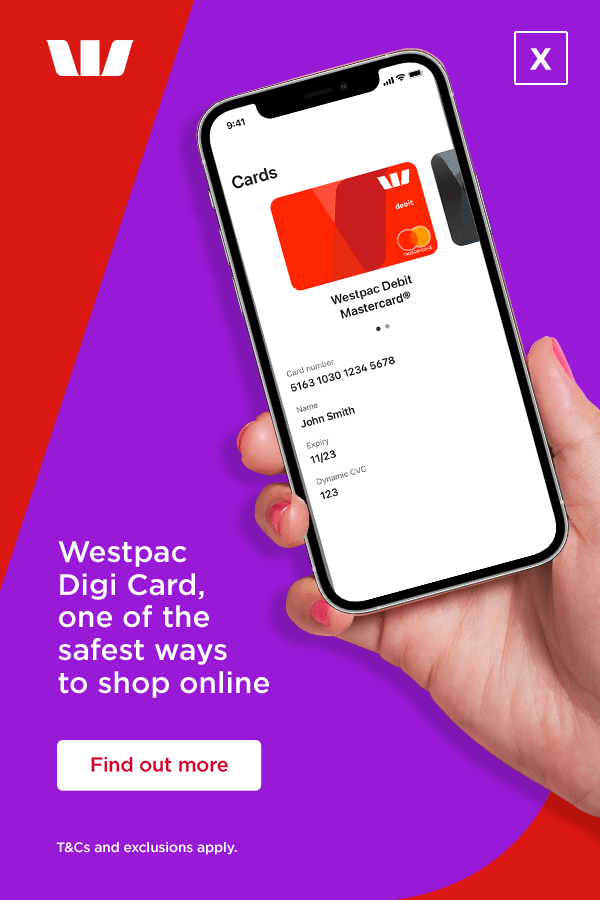 X
9:41
Cards
debit
mastercard
Westpac Debit
Mastercard®
Card number
5163 1030 1234 5678
Name
John Smith
Expiry
11/23
Dynamic CVC
123
Westpac
Digi Card,
one of the
safest ways
to shop online
Find out more
T&Cs and exclusions apply.